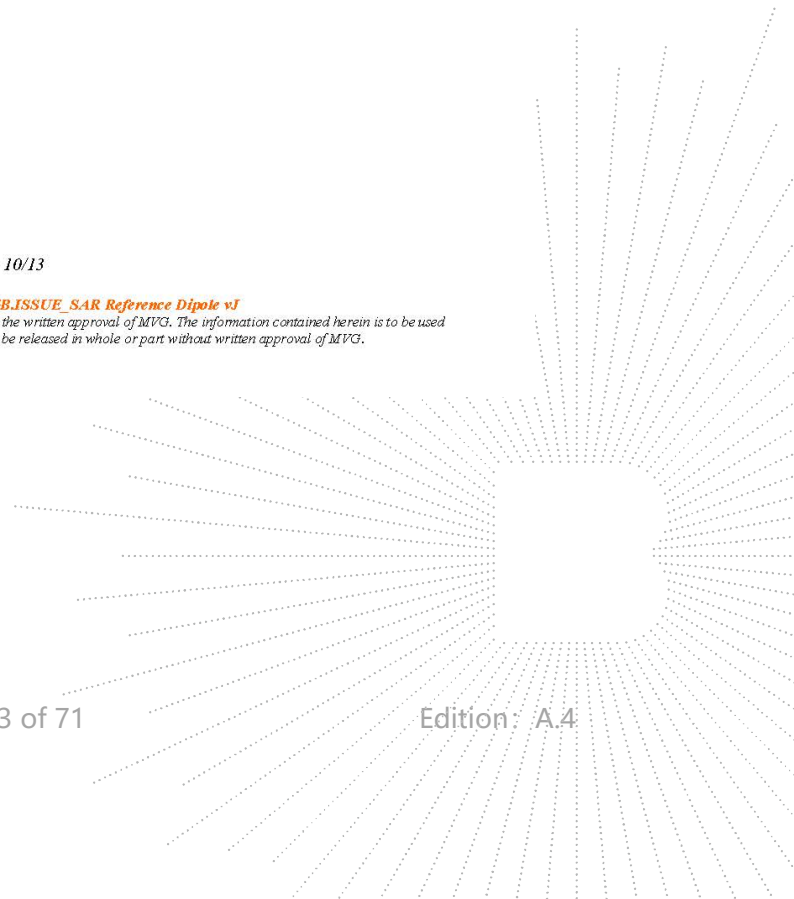 10/13
B.ISSUE_SAR Reference Dipole vJ
the written approval of MVG. The information contained herein is to be used
be released in whole or part without written approval of MVG.
3 of 71 Edition： A.4